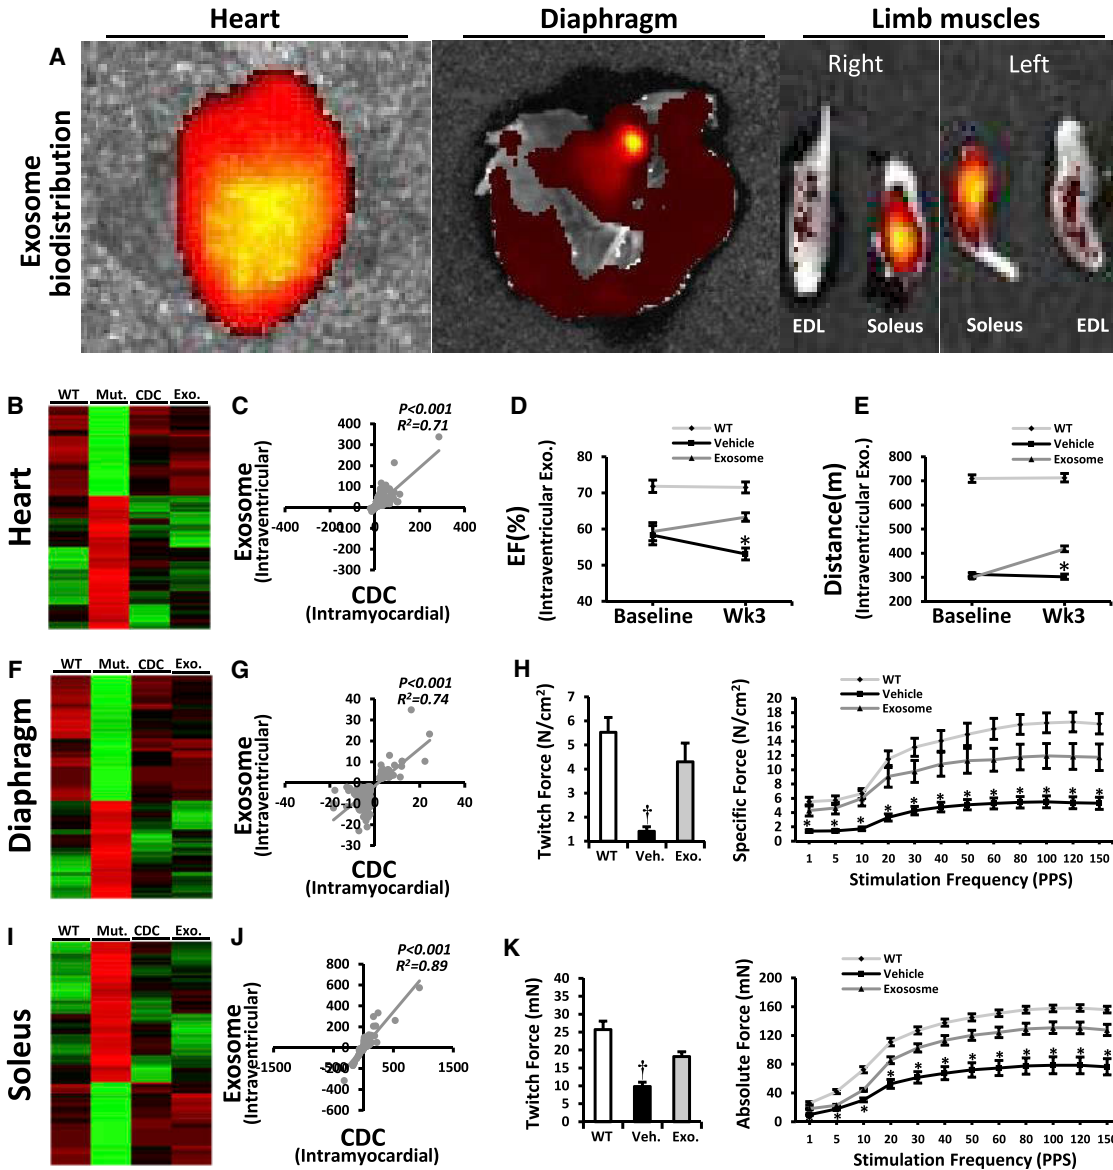 Heart Diaphragm Limb muscles
A
Exosome
biodistribution
Right Left
EDL Soleus Soleus EDL
B
Heart
WT Mut. CDC Exo.
C
P<0.001
R²=0.71
Exosome
(Intraventricular)
400
300
200
100
0
-100
-200
-300
-400 -200 0 200 400
CDC
(Intramyocardial)
D
WT
Vehicle
Exosome
EF(%)
(Intraventricular Exo.)
80
70
60
50
40
*
Baseline Wk3
E
WT
Vehicle
Exosome
Distance(m)
(Intraventricular Exo.)
800
700
600
500
400
300
200
*
Baseline Wk3
F
Diaphragm
WT Mut. CDC Exo.
G
P<0.001
R²=0.74
Exosome
(Intraventricular)
40
30
20
10
0
-10
-20
-30
-40 -20 0 20 40
CDC
(Intramyocardial)
H
Twitch Force (N/cm²)
7
6
5
4
3
2
1
†
WT Veh. Exo.
WT
Vehicle
Exosome
Specific Force (N/cm²)
20
18
16
14
12
10
8
6
4
2
0
* * * * * * * * * * *
1 5 10 20 30 40 50 60 80 100 120 150
Stimulation Frequency (PPS)
I
Soleus
WT Mut. CDC Exo.
J
P<0.001
R²=0.89
Exosome
(Intraventricular)
800
600
400
200
0
-200
-400
-600
-1500 -500 500 1500
CDC
(Intramyocardial)
K
Twitch Force (mN)
40
35
30
25
20
15
10
5
0
†
WT Veh. Exo.
WT
Vehicle
Exososome
Absolute Force (mN)
200
160
120
80
40
0
* * * * * * * * * * *
1 5 10 20 30 40 50 60 80 100 120 150
Stimulation Frequency (PPS)